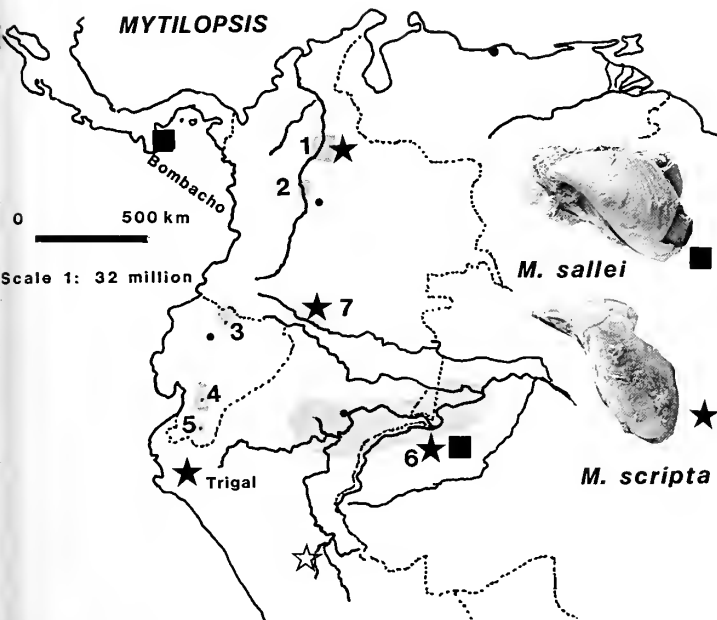 MYTILOPSIS
1
Bombacho
2
0 500 km
M. sallei
Scale 1: 32 million
7
3
4
5
6
Trigal
M. scripta